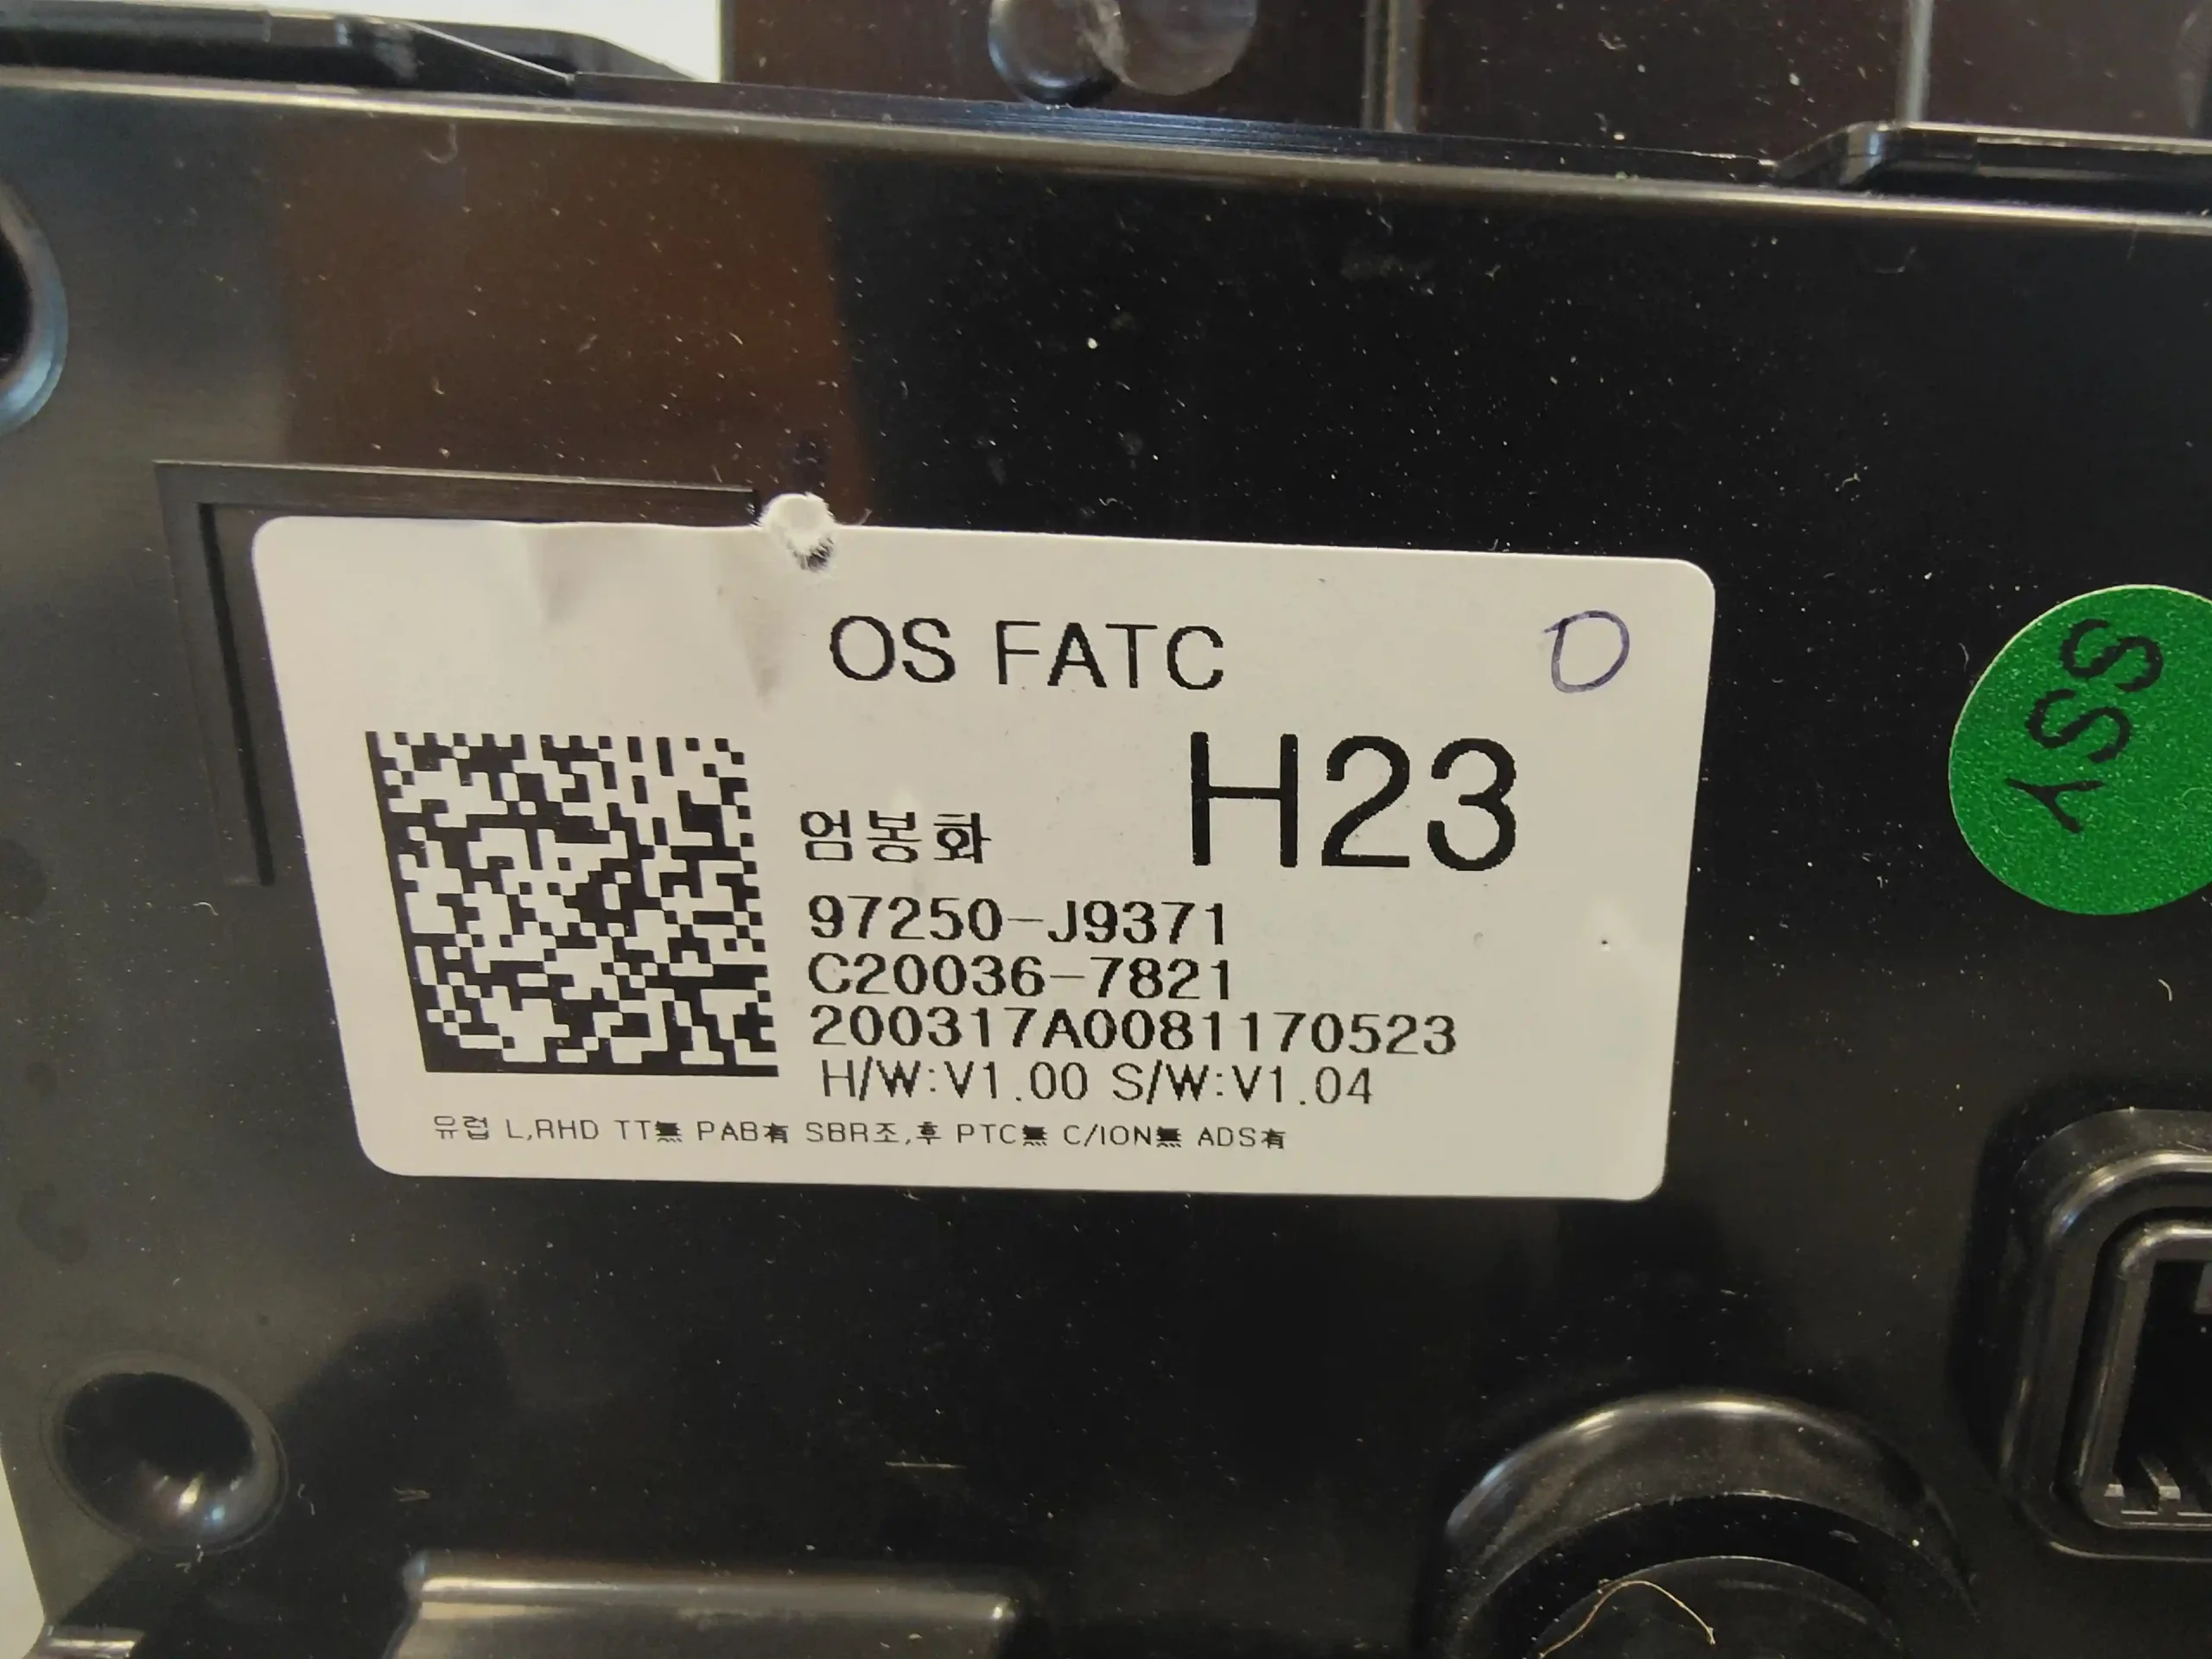 OS FATC
O
H23
엄봉화
97250-J9371
C20036-7821
200317A0081170523
H/W:V1.00 S/W:V1.04
유럽 L,RHD TT無 PAB有 SBR조,후 PTC無 C/ION無 ADS有
SSY